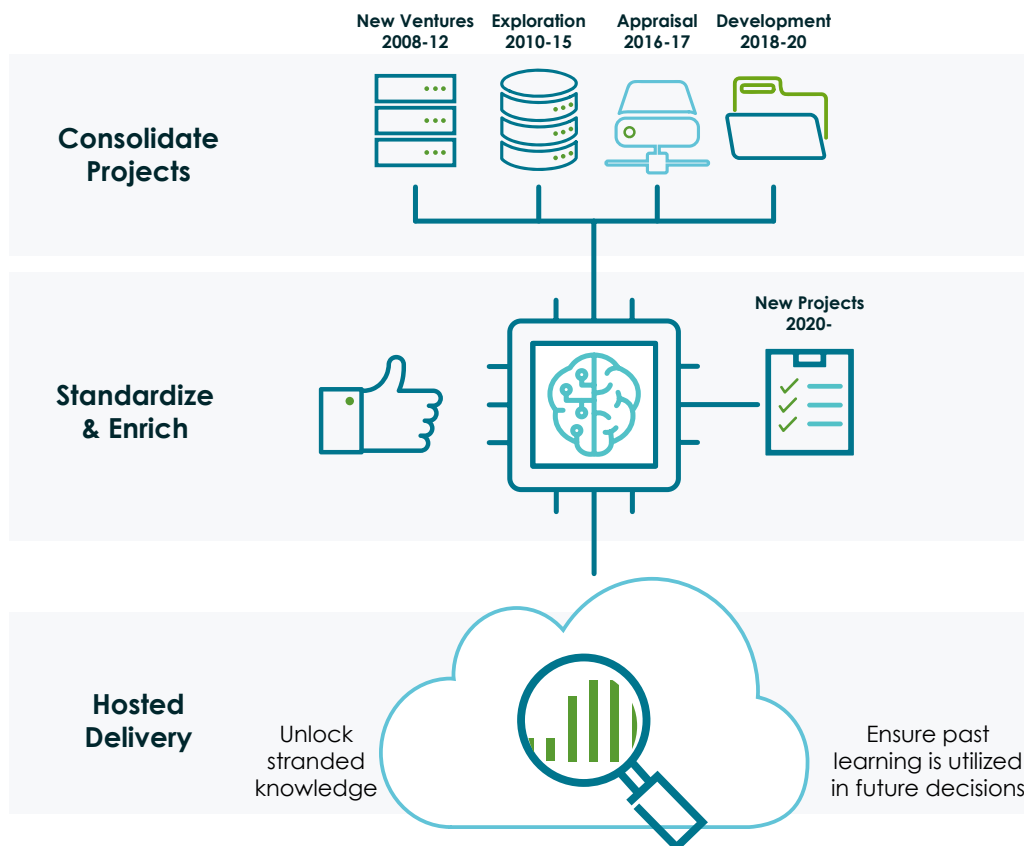 New Ventures
2008-12
Exploration
2010-15
Appraisal
2016-17
Development
2018-20
Consolidate
Projects
New Projects
2020-
Standardize
& Enrich
Hosted
Delivery
Unlock
stranded
knowledge
Ensure past
learning is utilized
in future decisions